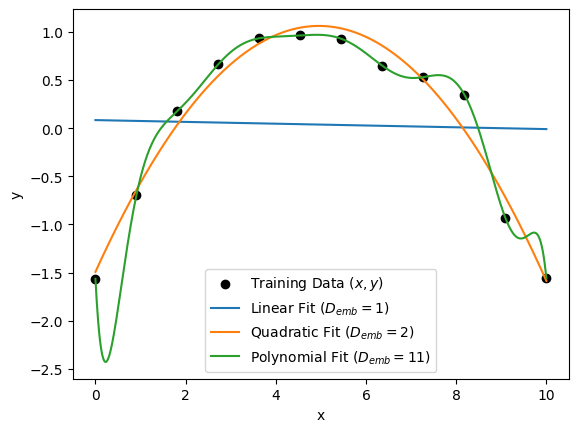 1.0
0.5
0.0
−0.5
−1.0
−1.5
−2.0
−2.5
y
Training Data (x, y)
Linear Fit (D_emb = 1)
Quadratic Fit (D_emb = 2)
Polynomial Fit (D_emb = 11)
0 2 4 6 8 10
x